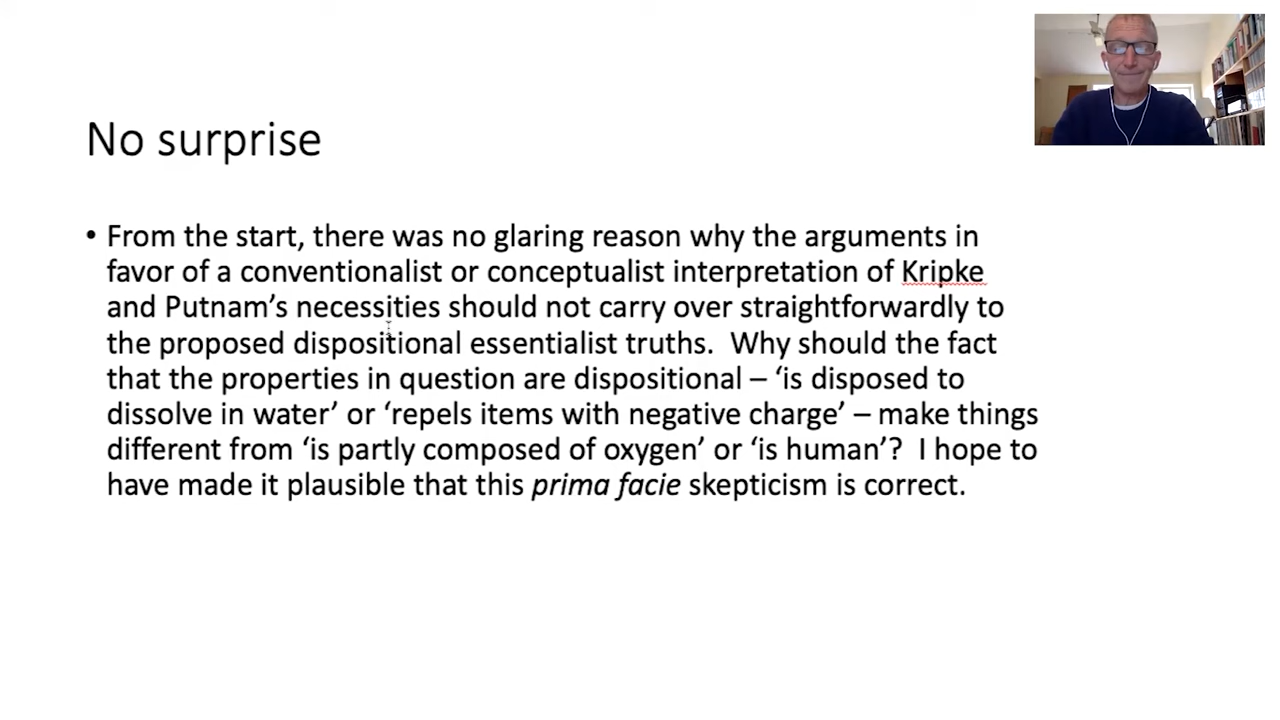 No surprise
• From the start, there was no glaring reason why the arguments in
favor of a conventionalist or conceptualist interpretation of Kripke
and Putnam’s necessities should not carry over straightforwardly to
the proposed dispositional essentialist truths.  Why should the fact
that the properties in question are dispositional – ‘is disposed to
dissolve in water’ or ‘repels items with negative charge’ – make things
different from ‘is partly composed of oxygen’ or ‘is human’?  I hope to
have made it plausible that this prima facie skepticism is correct.